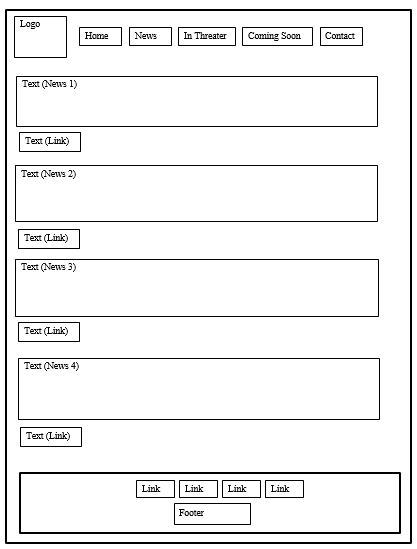 Logo
Home News In Threater Coming Soon Contact
Text (News 1)
Text (Link)
Text (News 2)
Text (Link)
Text (News 3)
Text (Link)
Text (News 4)
Text (Link)
Link Link Link Link
Footer